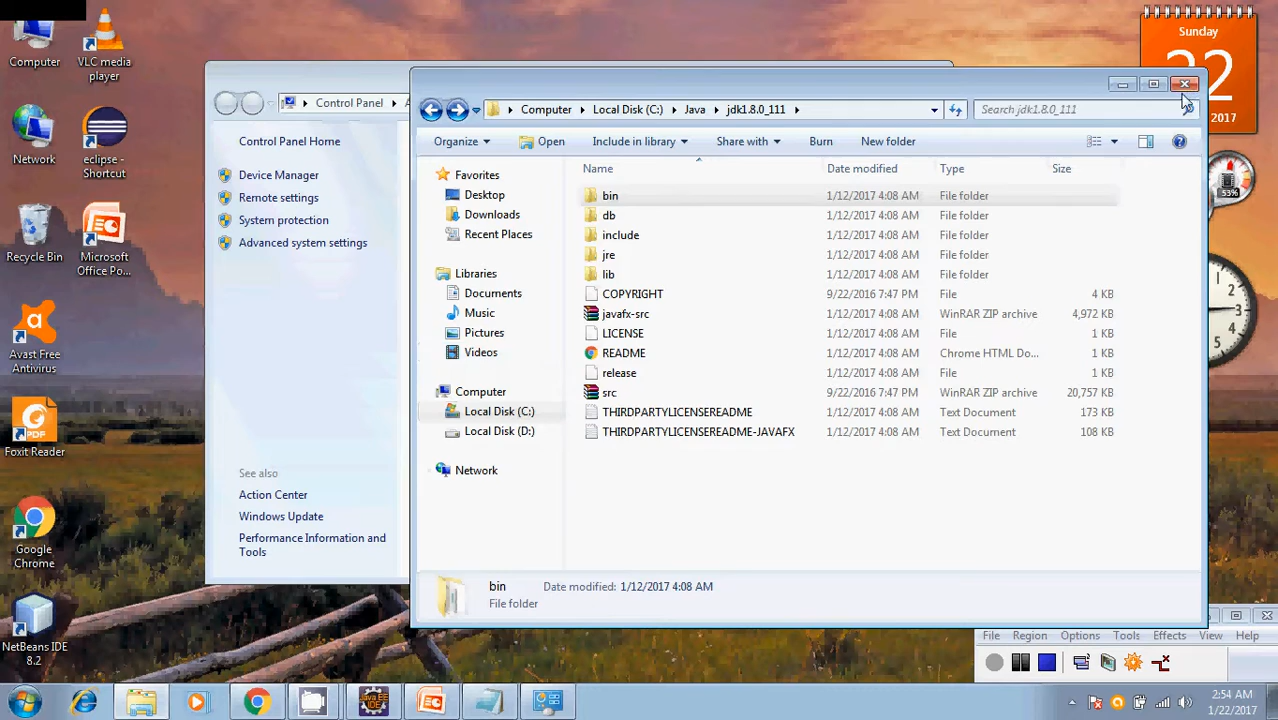 Computer
VLC media
player
Network
eclipse -
Shortcut
Recycle Bin
Microsoft
Office Po...
Avast Free
Antivirus
Foxit Reader
Google
Chrome
NetBeans IDE
8.2
Control Panel
Control Panel Home
Device Manager
Remote settings
System protection
Advanced system settings
See also
Action Center
Windows Update
Performance Information and
Tools
Computer Local Disk (C:) Java jdk1.8.0_111
Search jdk1.8.0_111
Organize Open Include in library Share with Burn New folder
Favorites
Desktop
Downloads
Recent Places
Libraries
Documents
Music
Pictures
Videos
Computer
Local Disk (C:)
Local Disk (D:)
Network
Name Date modified Type Size
bin 1/12/2017 4:08 AM File folder
db 1/12/2017 4:08 AM File folder
include 1/12/2017 4:08 AM File folder
jre 1/12/2017 4:08 AM File folder
lib 1/12/2017 4:08 AM File folder
COPYRIGHT 9/22/2016 7:47 PM File 4 KB
javafx-src 1/12/2017 4:08 AM WinRAR ZIP archive 4,972 KB
LICENSE 1/12/2017 4:08 AM File 1 KB
README 1/12/2017 4:08 AM Chrome HTML Do... 1 KB
release 1/12/2017 4:08 AM File 1 KB
src 9/22/2016 7:47 PM WinRAR ZIP archive 20,757 KB
THIRDPARTYLICENSEREADME 1/12/2017 4:08 AM Text Document 173 KB
THIRDPARTYLICENSEREADME-JAVAFX 1/12/2017 4:08 AM Text Document 108 KB
bin Date modified: 1/12/2017 4:08 AM
File folder
Sunday
22
2017
53%
1
2
3
4
5
File Region Options Tools Effects View Help
PDF
Java EE
IDE
2:54 AM
1/22/2017